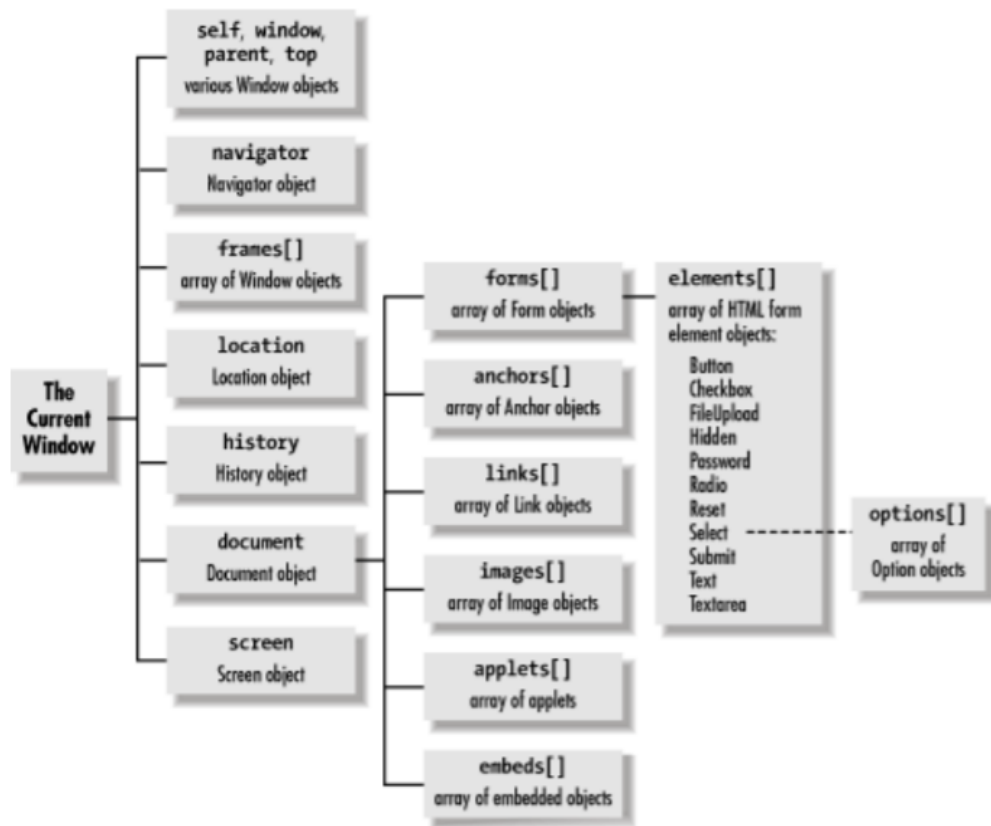 The
Current
Window
self, window,
parent, top
various Window objects
navigator
Navigator object
frames[]
array of Window objects
location
Location object
history
History object
document
Document object
screen
Screen object
forms[]
array of Form objects
anchors[]
array of Anchor objects
links[]
array of Link objects
images[]
array of Image objects
applets[]
array of applets
embeds[]
array of embedded objects
elements[]
array of HTML form
element objects:
Button
Checkbox
FileUpload
Hidden
Password
Radio
Reset
Select
Submit
Text
Textarea
options[]
array of
Option objects